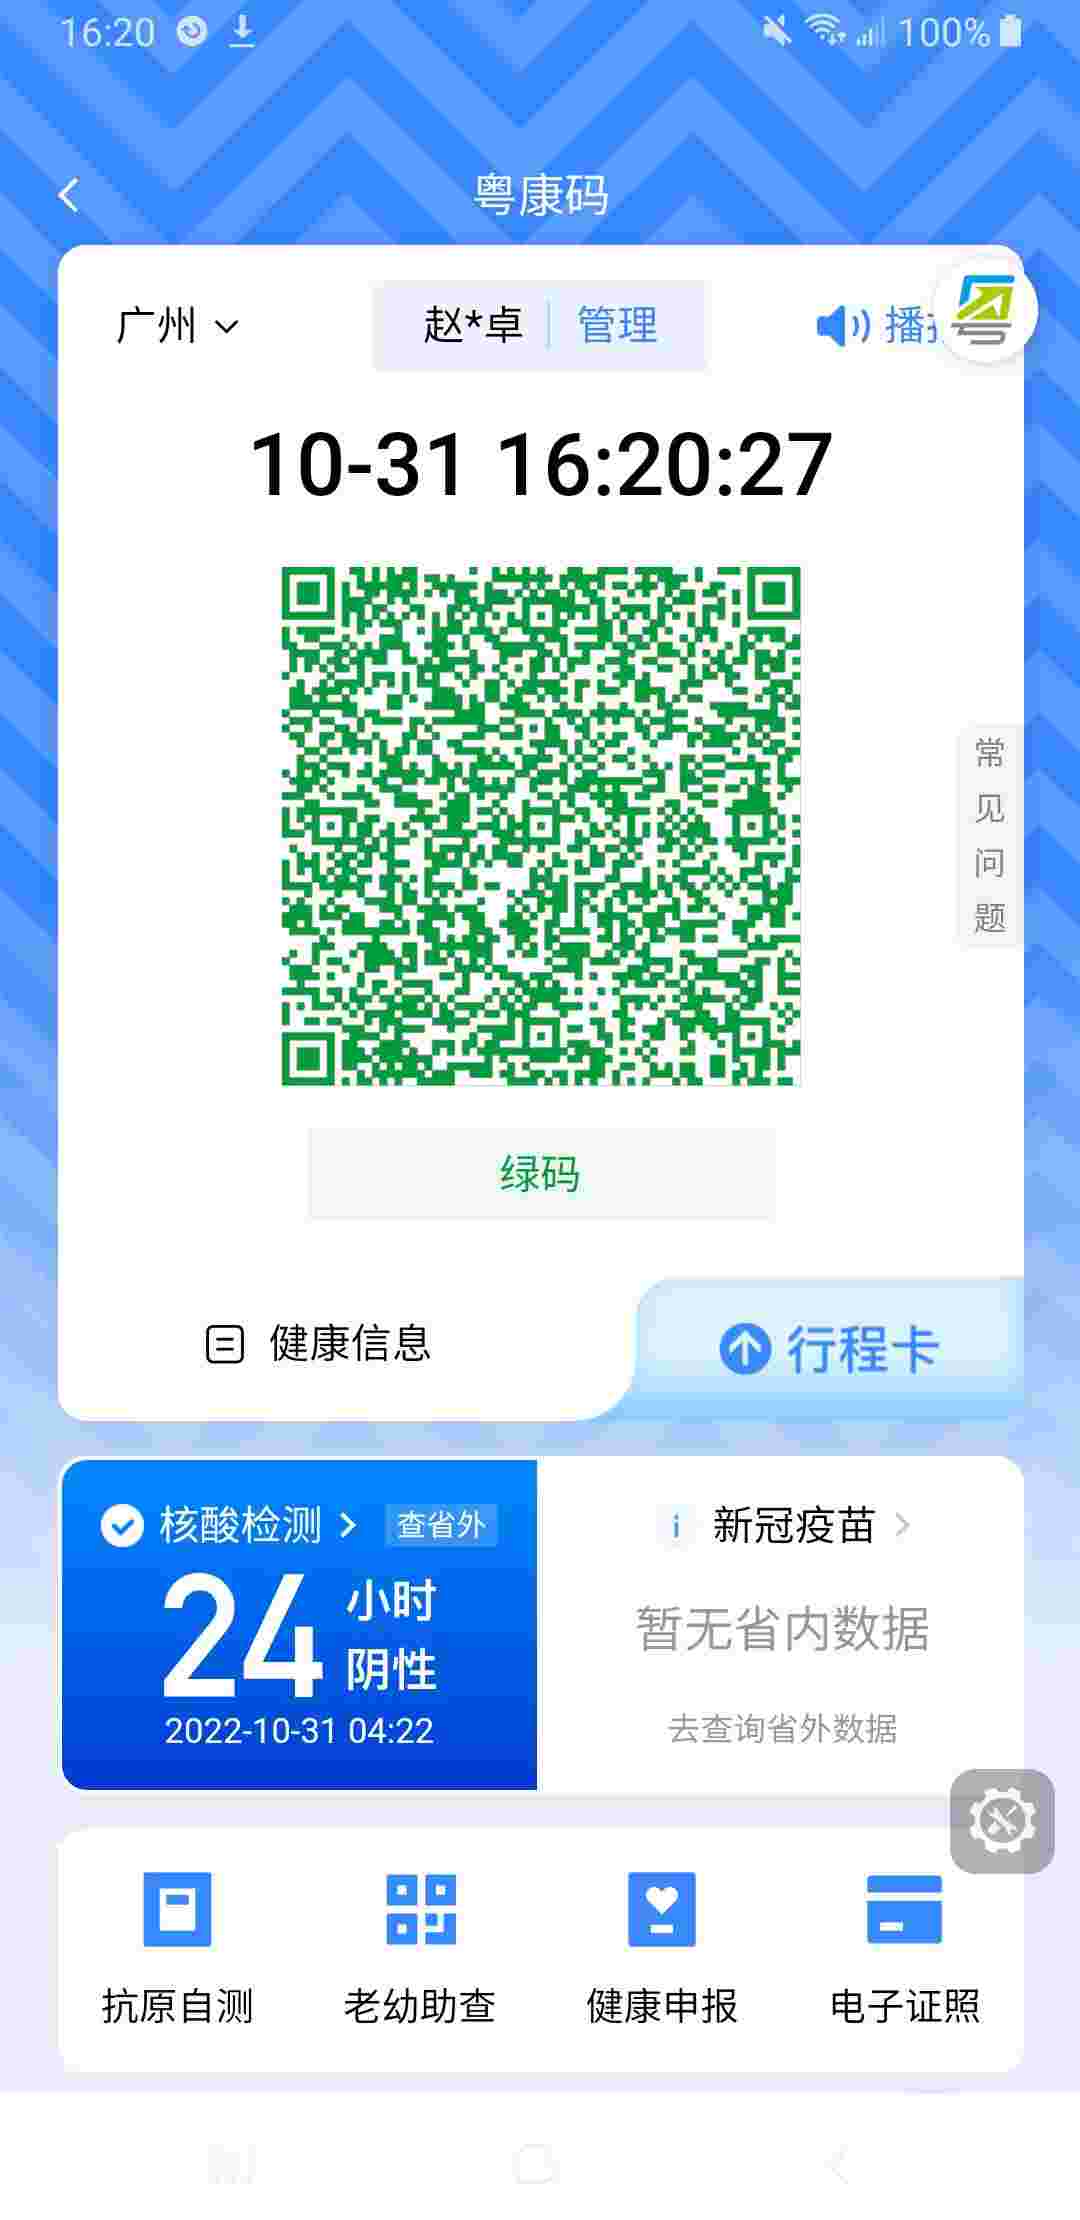 16:20
100%
粤康码
广州
赵*卓 管理
播
10-31 16:20:27
常见问题
绿码
健康信息
行程卡
核酸检测
查省外
24 小时阴性
2022-10-31 04:22
新冠疫苗
暂无省内数据
去查询省外数据
抗原自测
老幼助查
健康申报
电子证照